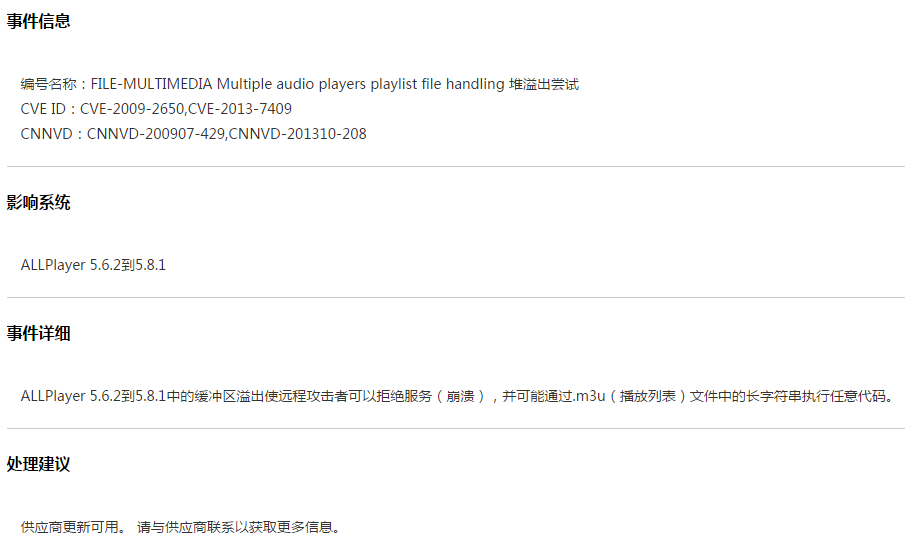 事件信息
编号名称：FILE-MULTIMEDIA Multiple audio players playlist file handling 堆溢出尝试
CVE ID：CVE-2009-2650,CVE-2013-7409
CNNVD：CNNVD-200907-429,CNNVD-201310-208
影响系统
ALLPlayer 5.6.2到5.8.1
事件详细
ALLPlayer 5.6.2到5.8.1中的缓冲区溢出使远程攻击者可以拒绝服务（崩溃），并可能通过.m3u（播放列表）文件中的长字符串执行任意代码。
处理建议
供应商更新可用。 请与供应商联系以获取更多信息。